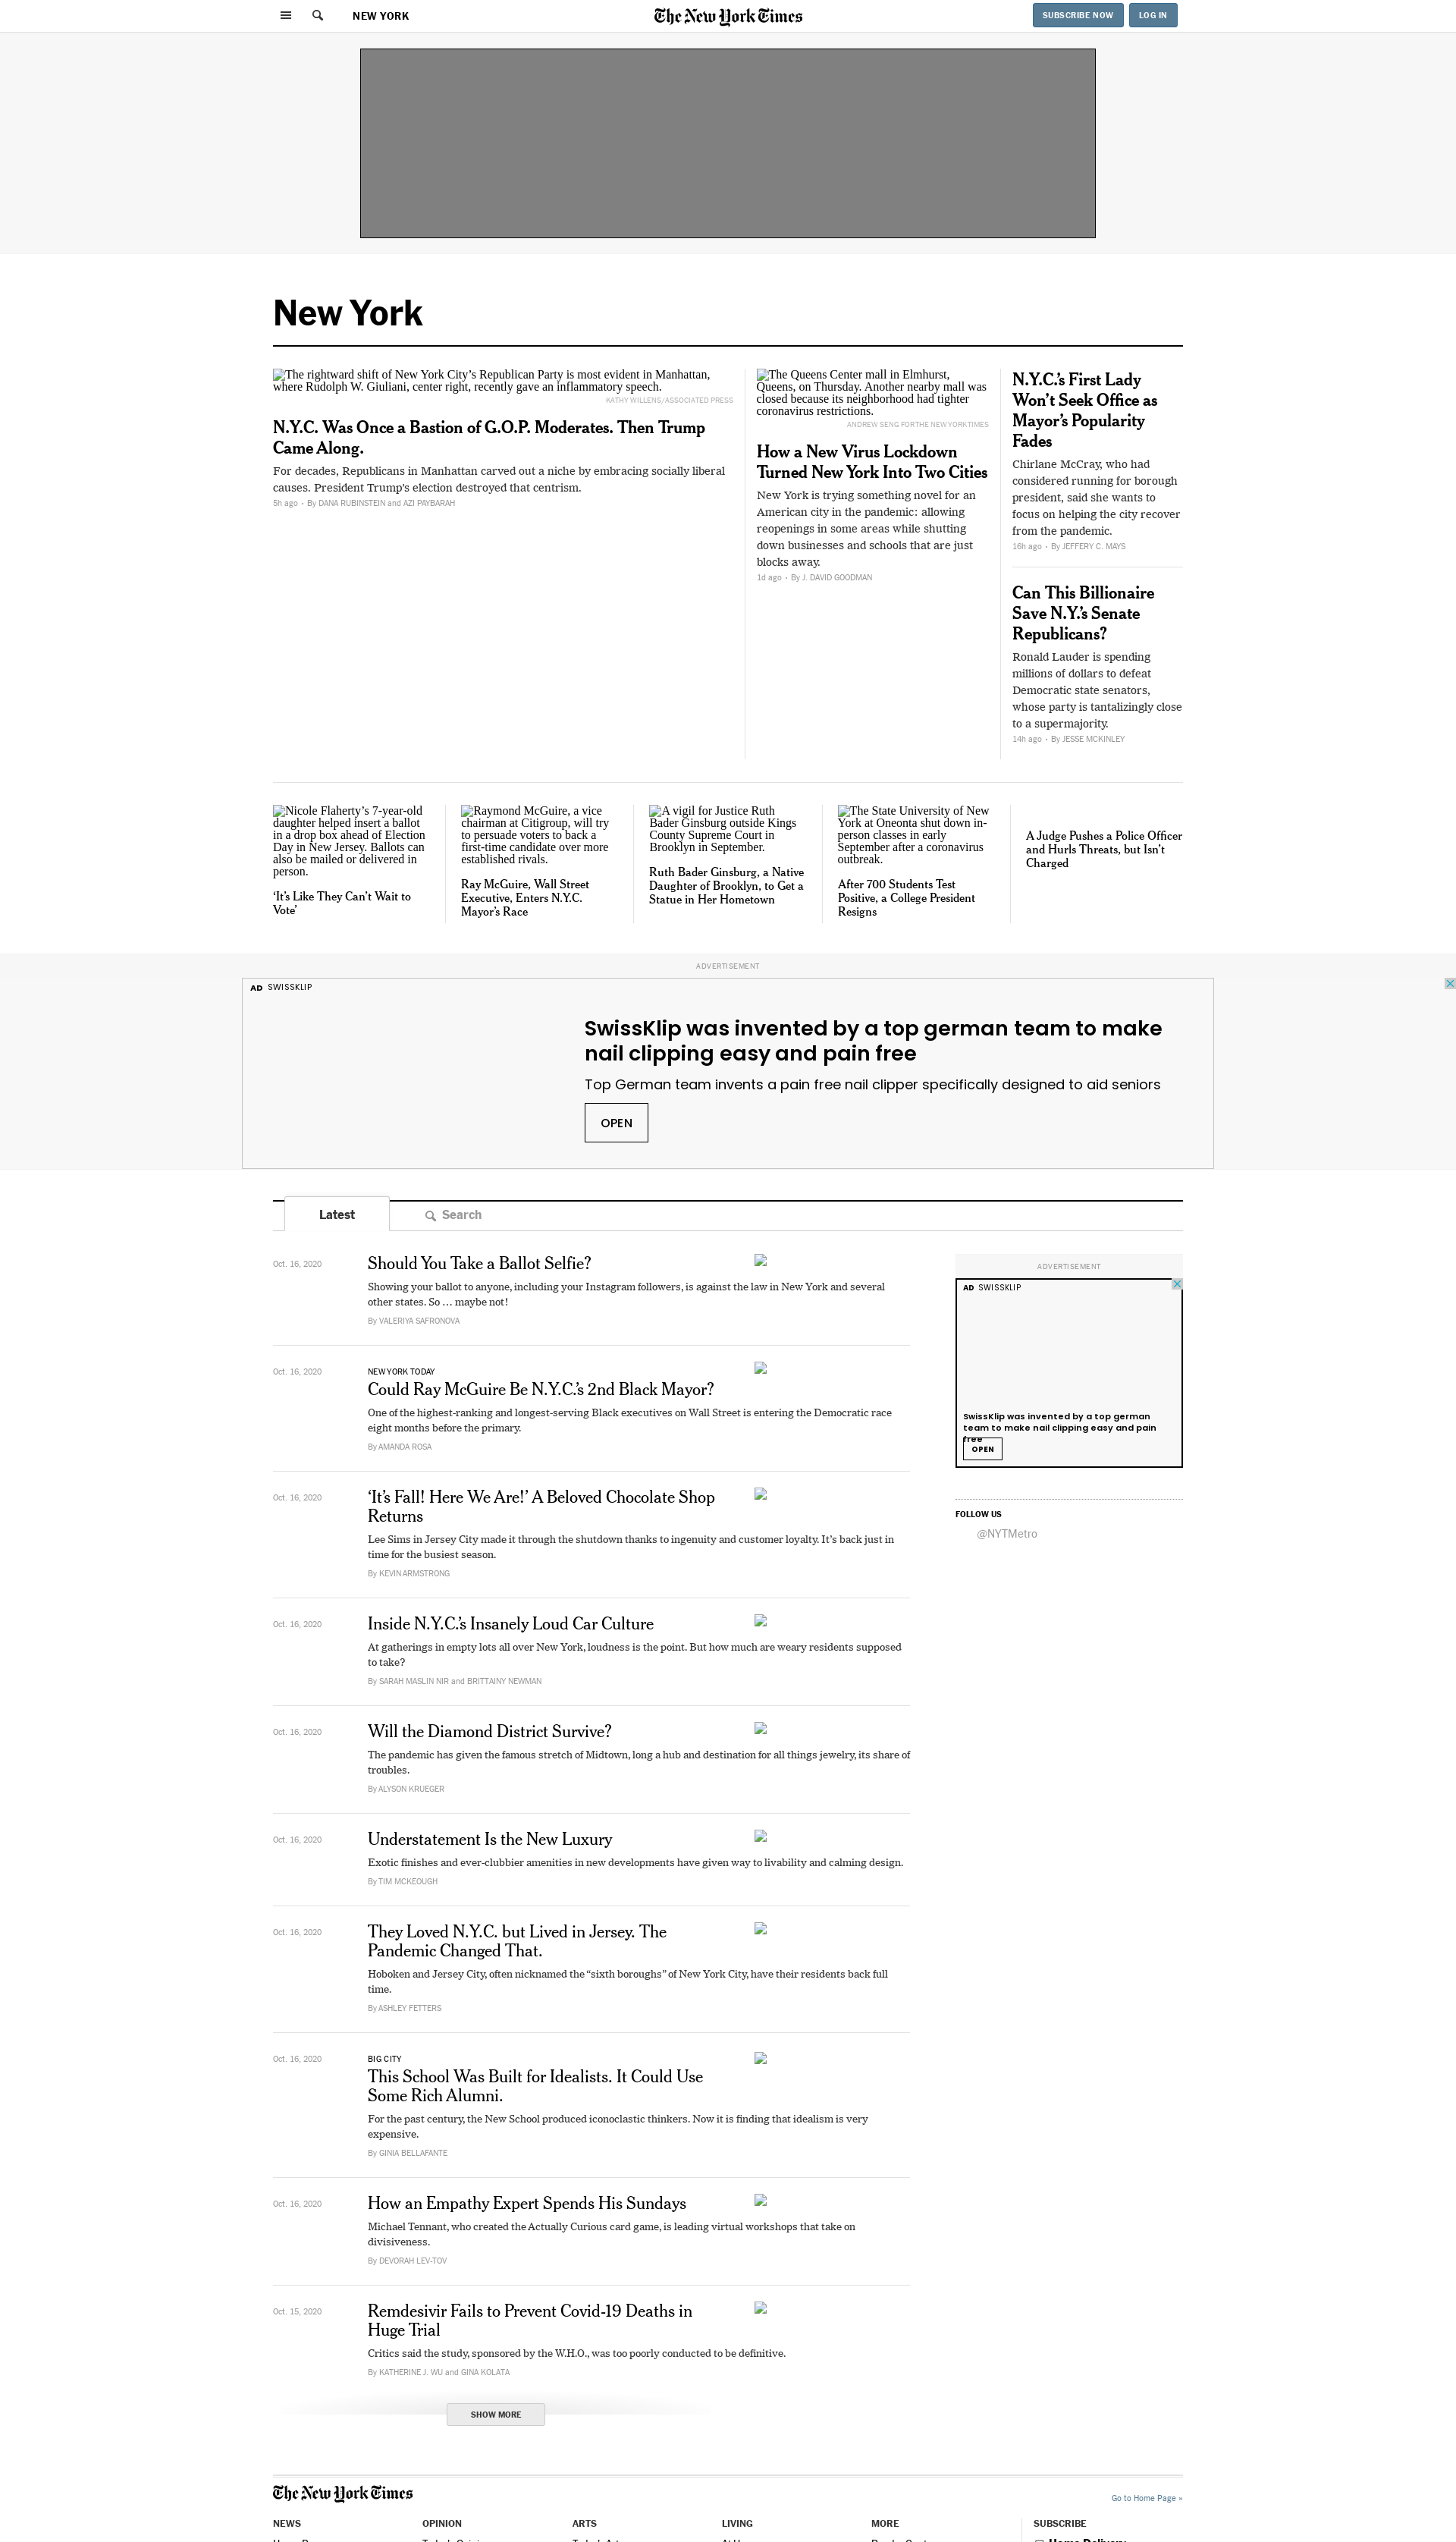 NEW YORK
The New York Times
SUBSCRIBE NOW
LOG IN
New York
The rightward shift of New York City’s Republican Party is most evident in Manhattan,
where Rudolph W. Giuliani, center right, recently gave an inflammatory speech.
KATHY WILLENS/ASSOCIATED PRESS
N.Y.C. Was Once a Bastion of G.O.P. Moderates. Then Trump
Came Along.
For decades, Republicans in Manhattan carved out a niche by embracing socially liberal
causes. President Trump’s election destroyed that centrism.
5h ago • By DANA RUBINSTEIN and AZI PAYBARAH
The Queens Center mall in Elmhurst,
Queens, on Thursday. Another nearby mall was
closed because its neighborhood had tighter
coronavirus restrictions.
ANDREW SENG FOR THE NEW YORK TIMES
How a New Virus Lockdown
Turned New York Into Two Cities
New York is trying something novel for an
American city in the pandemic: allowing
reopenings in some areas while shutting
down businesses and schools that are just
blocks away.
1d ago • By J. DAVID GOODMAN
N.Y.C.’s First Lady
Won’t Seek Office as
Mayor’s Popularity
Fades
Chirlane McCray, who had
considered running for borough
president, said she wants to
focus on helping the city recover
from the pandemic.
16h ago • By JEFFERY C. MAYS
Can This Billionaire
Save N.Y.’s Senate
Republicans?
Ronald Lauder is spending
millions of dollars to defeat
Democratic state senators,
whose party is tantalizingly close
to a supermajority.
14h ago • By JESSE MCKINLEY
Nicole Flaherty’s 7-year-old
daughter helped insert a ballot
in a drop box ahead of Election
Day in New Jersey. Ballots can
also be mailed or delivered in
person.
‘It’s Like They Can’t Wait to
Vote’
Raymond McGuire, a vice
chairman at Citigroup, will try
to persuade voters to back a
first-time candidate over more
established rivals.
Ray McGuire, Wall Street
Executive, Enters N.Y.C.
Mayor’s Race
A vigil for Justice Ruth
Bader Ginsburg outside Kings
County Supreme Court in
Brooklyn in September.
Ruth Bader Ginsburg, a Native
Daughter of Brooklyn, to Get a
Statue in Her Hometown
The State University of New
York at Oneonta shut down in-
person classes in early
September after a coronavirus
outbreak.
After 700 Students Test
Positive, a College President
Resigns
A Judge Pushes a Police Officer
and Hurls Threats, but Isn’t
Charged
ADVERTISEMENT
AD SWISSKLIP
SwissKlip was invented by a top german team to make
nail clipping easy and pain free
Top German team invents a pain free nail clipper specifically designed to aid seniors
OPEN
Latest
Search
Oct. 16, 2020
Should You Take a Ballot Selfie?
Showing your ballot to anyone, including your Instagram followers, is against the law in New York and several
other states. So … maybe not!
By VALERIYA SAFRONOVA
Oct. 16, 2020
NEW YORK TODAY
Could Ray McGuire Be N.Y.C.’s 2nd Black Mayor?
One of the highest-ranking and longest-serving Black executives on Wall Street is entering the Democratic race
eight months before the primary.
By AMANDA ROSA
Oct. 16, 2020
‘It’s Fall! Here We Are!’ A Beloved Chocolate Shop
Returns
Lee Sims in Jersey City made it through the shutdown thanks to ingenuity and customer loyalty. It’s back just in
time for the busiest season.
By KEVIN ARMSTRONG
Oct. 16, 2020
Inside N.Y.C.’s Insanely Loud Car Culture
At gatherings in empty lots all over New York, loudness is the point. But how much are weary residents supposed
to take?
By SARAH MASLIN NIR and BRITTAINY NEWMAN
Oct. 16, 2020
Will the Diamond District Survive?
The pandemic has given the famous stretch of Midtown, long a hub and destination for all things jewelry, its share of
troubles.
By ALYSON KRUEGER
Oct. 16, 2020
Understatement Is the New Luxury
Exotic finishes and ever-clubbier amenities in new developments have given way to livability and calming design.
By TIM MCKEOUGH
Oct. 16, 2020
They Loved N.Y.C. but Lived in Jersey. The
Pandemic Changed That.
Hoboken and Jersey City, often nicknamed the “sixth boroughs” of New York City, have their residents back full
time.
By ASHLEY FETTERS
Oct. 16, 2020
BIG CITY
This School Was Built for Idealists. It Could Use
Some Rich Alumni.
For the past century, the New School produced iconoclastic thinkers. Now it is finding that idealism is very
expensive.
By GINIA BELLAFANTE
Oct. 16, 2020
How an Empathy Expert Spends His Sundays
Michael Tennant, who created the Actually Curious card game, is leading virtual workshops that take on
divisiveness.
By DEVORAH LEV-TOV
Oct. 15, 2020
Remdesivir Fails to Prevent Covid-19 Deaths in
Huge Trial
Critics said the study, sponsored by the W.H.O., was too poorly conducted to be definitive.
By KATHERINE J. WU and GINA KOLATA
SHOW MORE
ADVERTISEMENT
AD SWISSKLIP
SwissKlip was invented by a top german
team to make nail clipping easy and pain
free
OPEN
FOLLOW US
@NYTMetro
The New York Times
Go to Home Page »
NEWS
OPINION
ARTS
LIVING
MORE
SUBSCRIBE